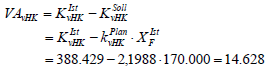 VA_{vHK} = K_{vHK}^{Ist} − K_{vHK}^{Soll}
= K_{vHK}^{Ist} − k_{vHK}^{Plan} · X_{F}^{Ist}
= 388.429 − 2,1988 · 170.000 = 14.628